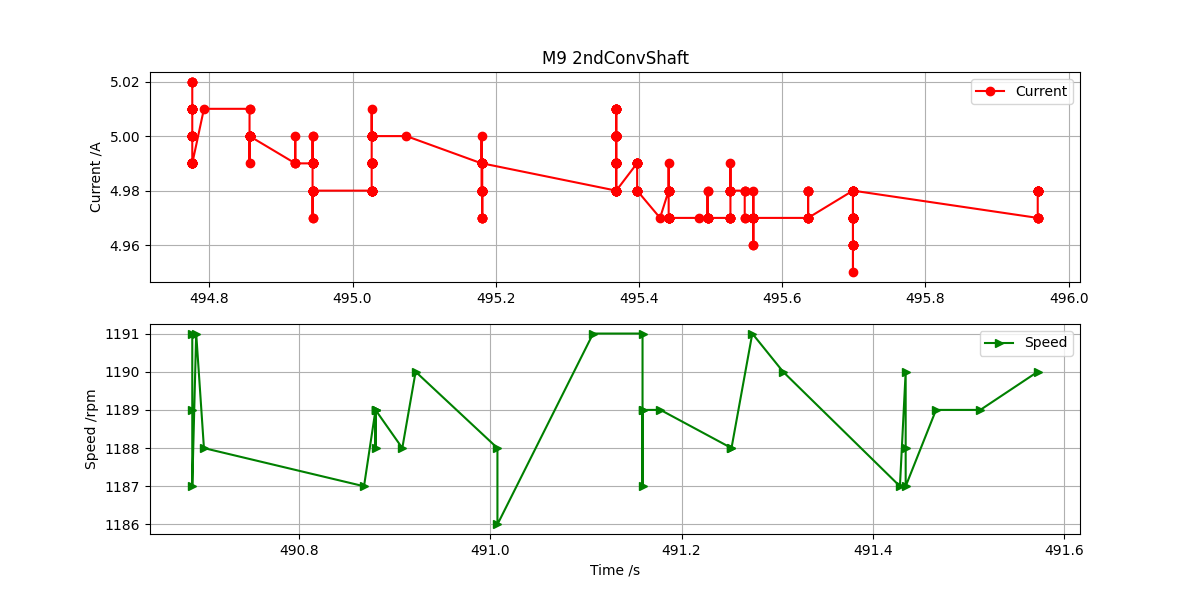 M9 2ndConvShaft
Current /A
5.02
5.00
4.98
4.96
Current
494.8 495.0 495.2 495.4 495.6 495.8 496.0
Speed /rpm
1191
1190
1189
1188
1187
1186
Speed
490.8 491.0 491.2 491.4 491.6
Time /s